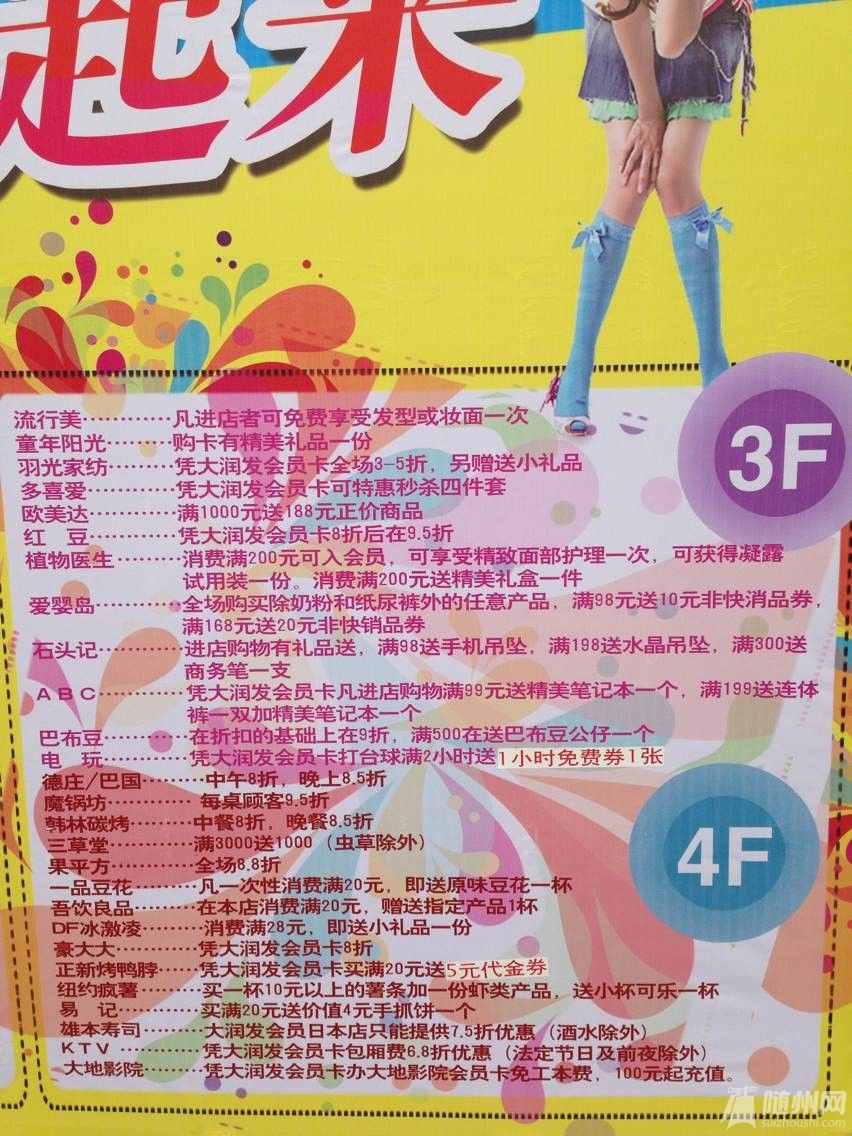 起来
3F
流行美…………凡进店者可免费享受发型或妆面一次
童年阳光………购卡有精美礼品一份
羽光家纺………凭大润发会员卡全场3-5折，另赠送小礼品
多喜爱…………凭大润发会员卡可特惠秒杀四件套
欧美达…………满1000元送188元正价商品
红　豆…………凭大润发会员卡8折后在9.5折
植物医生………消费满200元可入会员，可享受精致面部护理一次，可获得凝露
试用装一份。消费满200元送精美礼盒一件
爱婴岛…………全场购买除奶粉和纸尿裤外的任意产品，满98元送10元非快消品券，
满168元送20元非快销品券
石头记…………进店购物有礼品送，满98送手机吊坠，满198送水晶吊坠，满300送
商务笔一支
ABC…………凭大润发会员卡凡进店购物满99元送精美笔记本一个，满199送连体
裤一双加精美笔记本一个
巴布豆…………在折扣的基础上在9折，满500在送巴布豆公仔一个
电　玩…………凭大润发会员卡打台球满2小时送1小时免费券1张
4F
德庄/巴国………中午8折，晚上8.5折
魔锅坊…………每桌顾客9.5折
韩林碳烤………中餐8折，晚餐8.5折
三草堂…………满3000送1000（虫草除外）
果平方…………全场8.8折
一品豆花………凡一次性消费满20元，即送原味豆花一杯
吾饮良品………在本店消费满20元，赠送指定产品1杯
DF冰激凌………消费满28元，即送小礼品一份
豪大大…………凭大润发会员卡8折
正新烤鸭脖……凭大润发会员卡买满20元送5元代金券
纽约疯薯………买一杯10元以上的薯条加一份虾类产品，送小杯可乐一杯
易　记…………买满20元送价值4元手抓饼一个
雄本寿司………大润发会员日本店只能提供7.5折优惠（酒水除外）
KTV…………凭大润发会员卡包厢费6.8折优惠（法定节日及前夜除外）
大地影院………凭大润发会员卡办大地影院会员卡免工本费，100元起充值。
随州网
suizhoushi.com